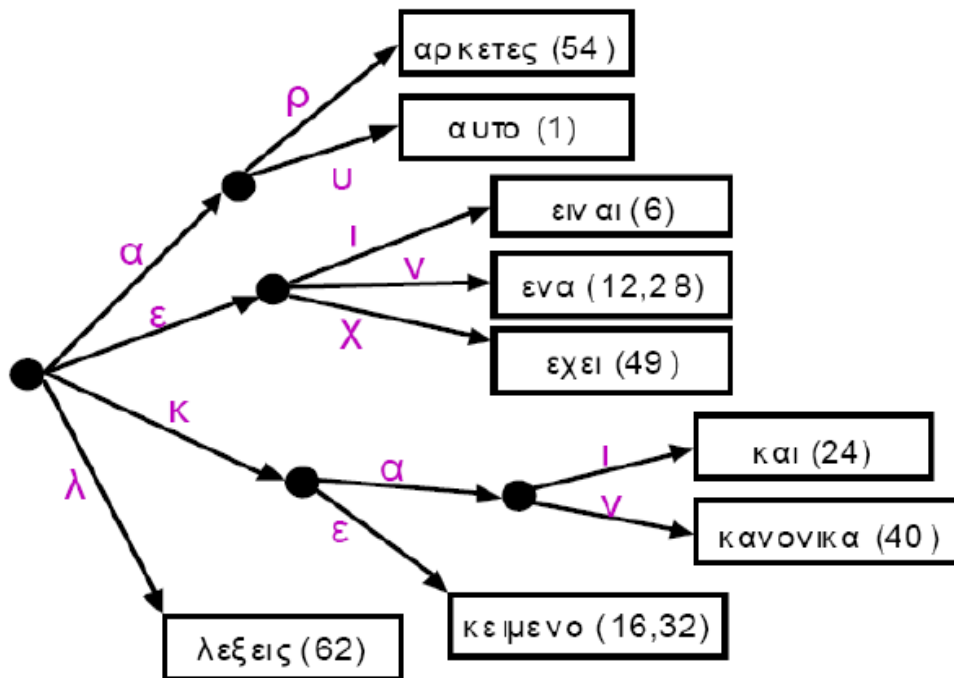 αρκετες (54)
ρ
αυτο (1)
υ
α
ειναι (6)
ι
ν
ενα (12,28)
ε
χ
εχει (49)
κ
α
ι
και (24)
λ
ε
ν
κανονικα (40)
κειμενο (16,32)
λεξεις (62)